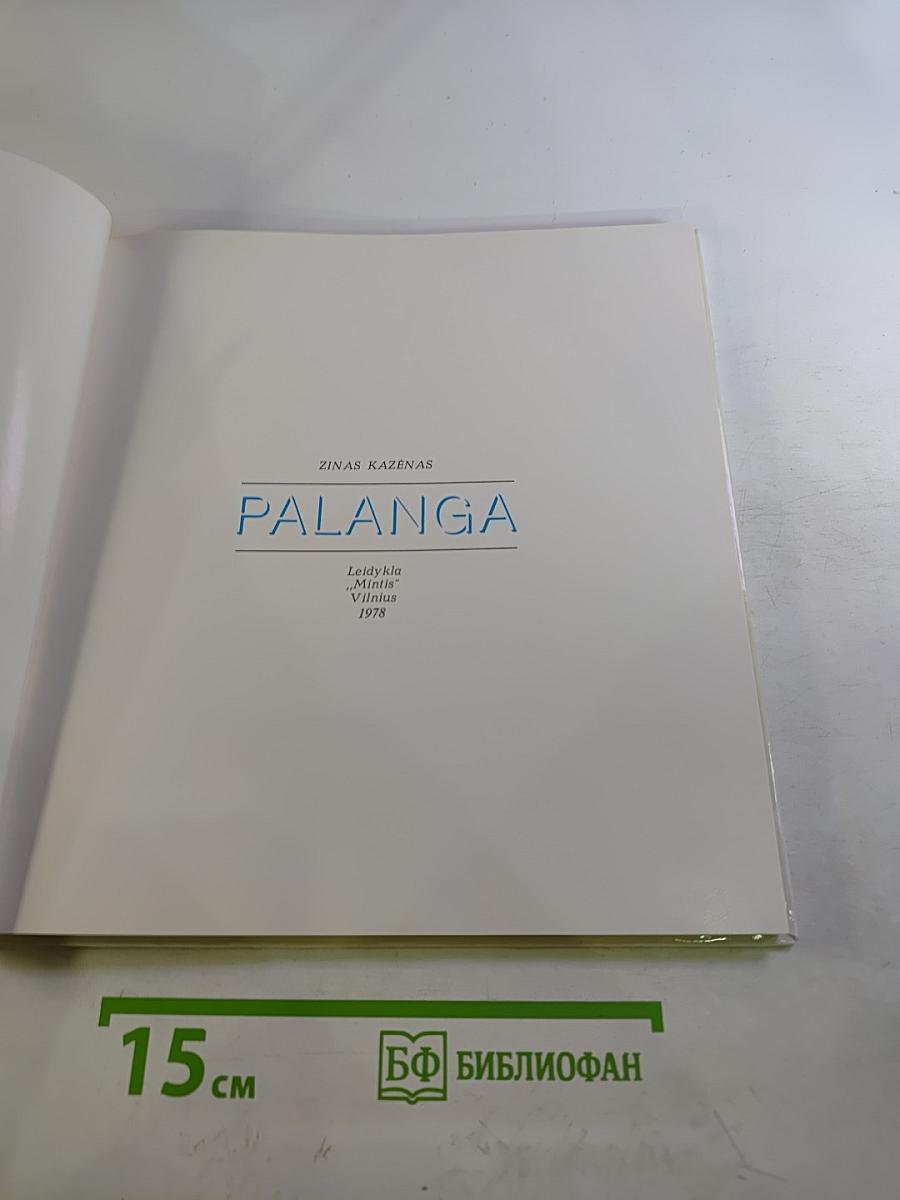 ZINAS KAZĖNAS
PALANGA
Leidykla
„Mintis“
Vilnius
1978
15 см
БФ БИБЛИОФАН